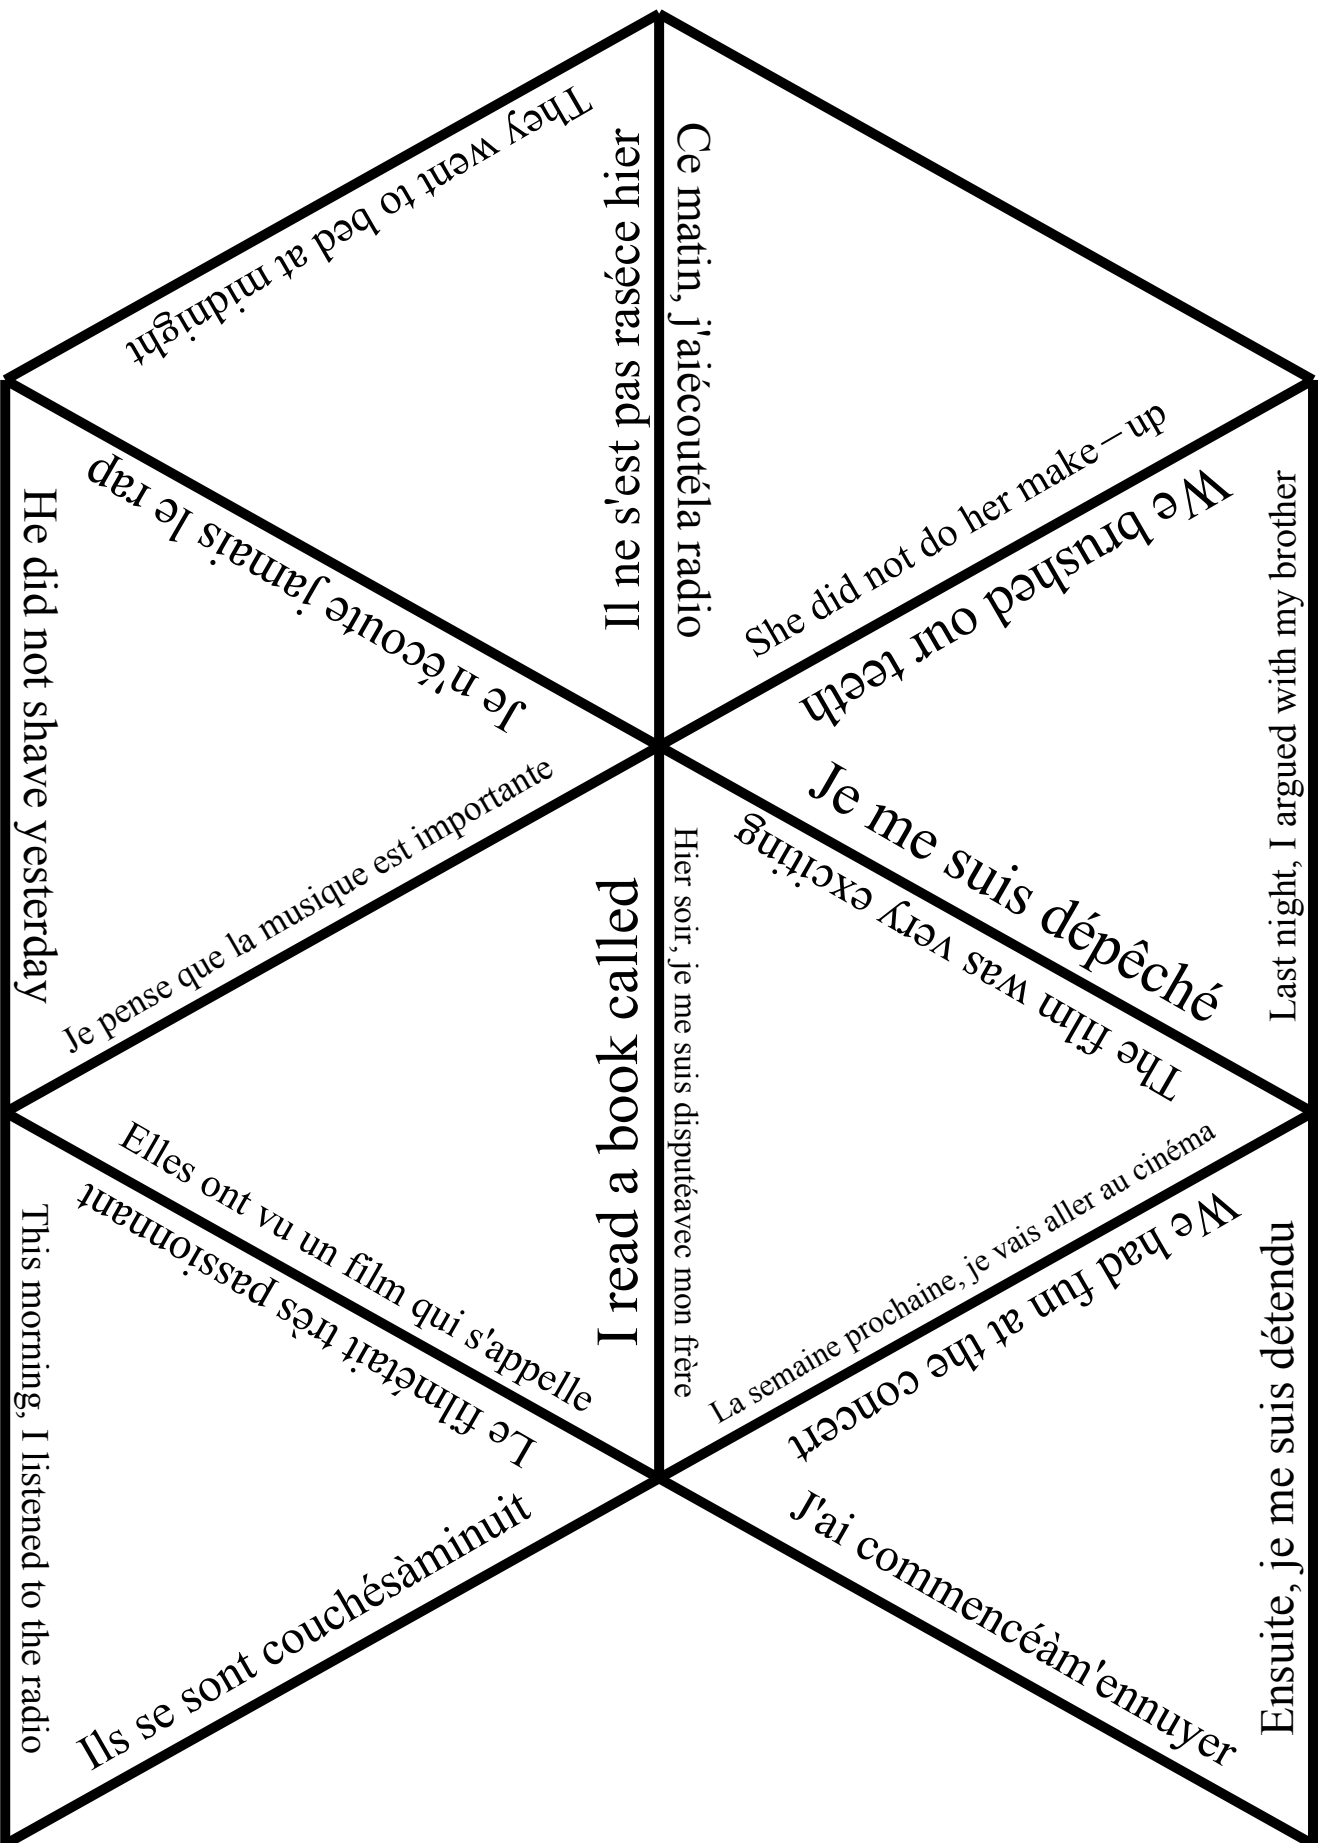 They went to bed at midnight
Il ne s'est pas raséce hier
Ce matin, j'aiécoutéla radio
She did not do her make–up
He did not shave yesterday
Je n'écoute jamais le rap
Je pense que la musique est importante
We brushed our teeth
Last night, I argued with my brother
Je me suis dépêché
I read a book called
Elles ont vu un film qui s'appelle
Hier soir, je me suis disputéavec mon frère
The film was very exciting
La semaine prochaine, je vais aller au cinéma
This morning, I listened to the radio
Le filmétait très passionnant
Ils se sont couchésàminuit
We had fun at the concert
Ensuite, je me suis détendu
J'ai commencéàm'ennuyer